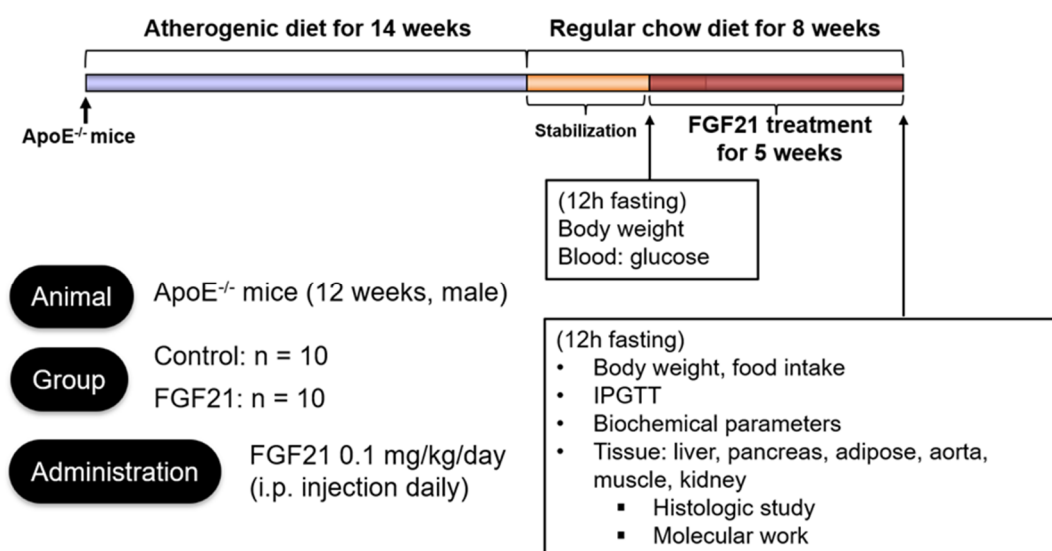 Atherogenic diet for 14 weeks
Regular chow diet for 8 weeks
ApoE-/- mice
Stabilization
FGF21 treatment
for 5 weeks
(12h fasting)
Body weight
Blood: glucose
Animal
ApoE-/- mice (12 weeks, male)
Group
Control: n = 10
FGF21: n = 10
Administration
FGF21 0.1 mg/kg/day
(i.p. injection daily)
(12h fasting)
• Body weight, food intake
• IPGTT
• Biochemical parameters
• Tissue: liver, pancreas, adipose, aorta,
muscle, kidney
▪ Histologic study
▪ Molecular work